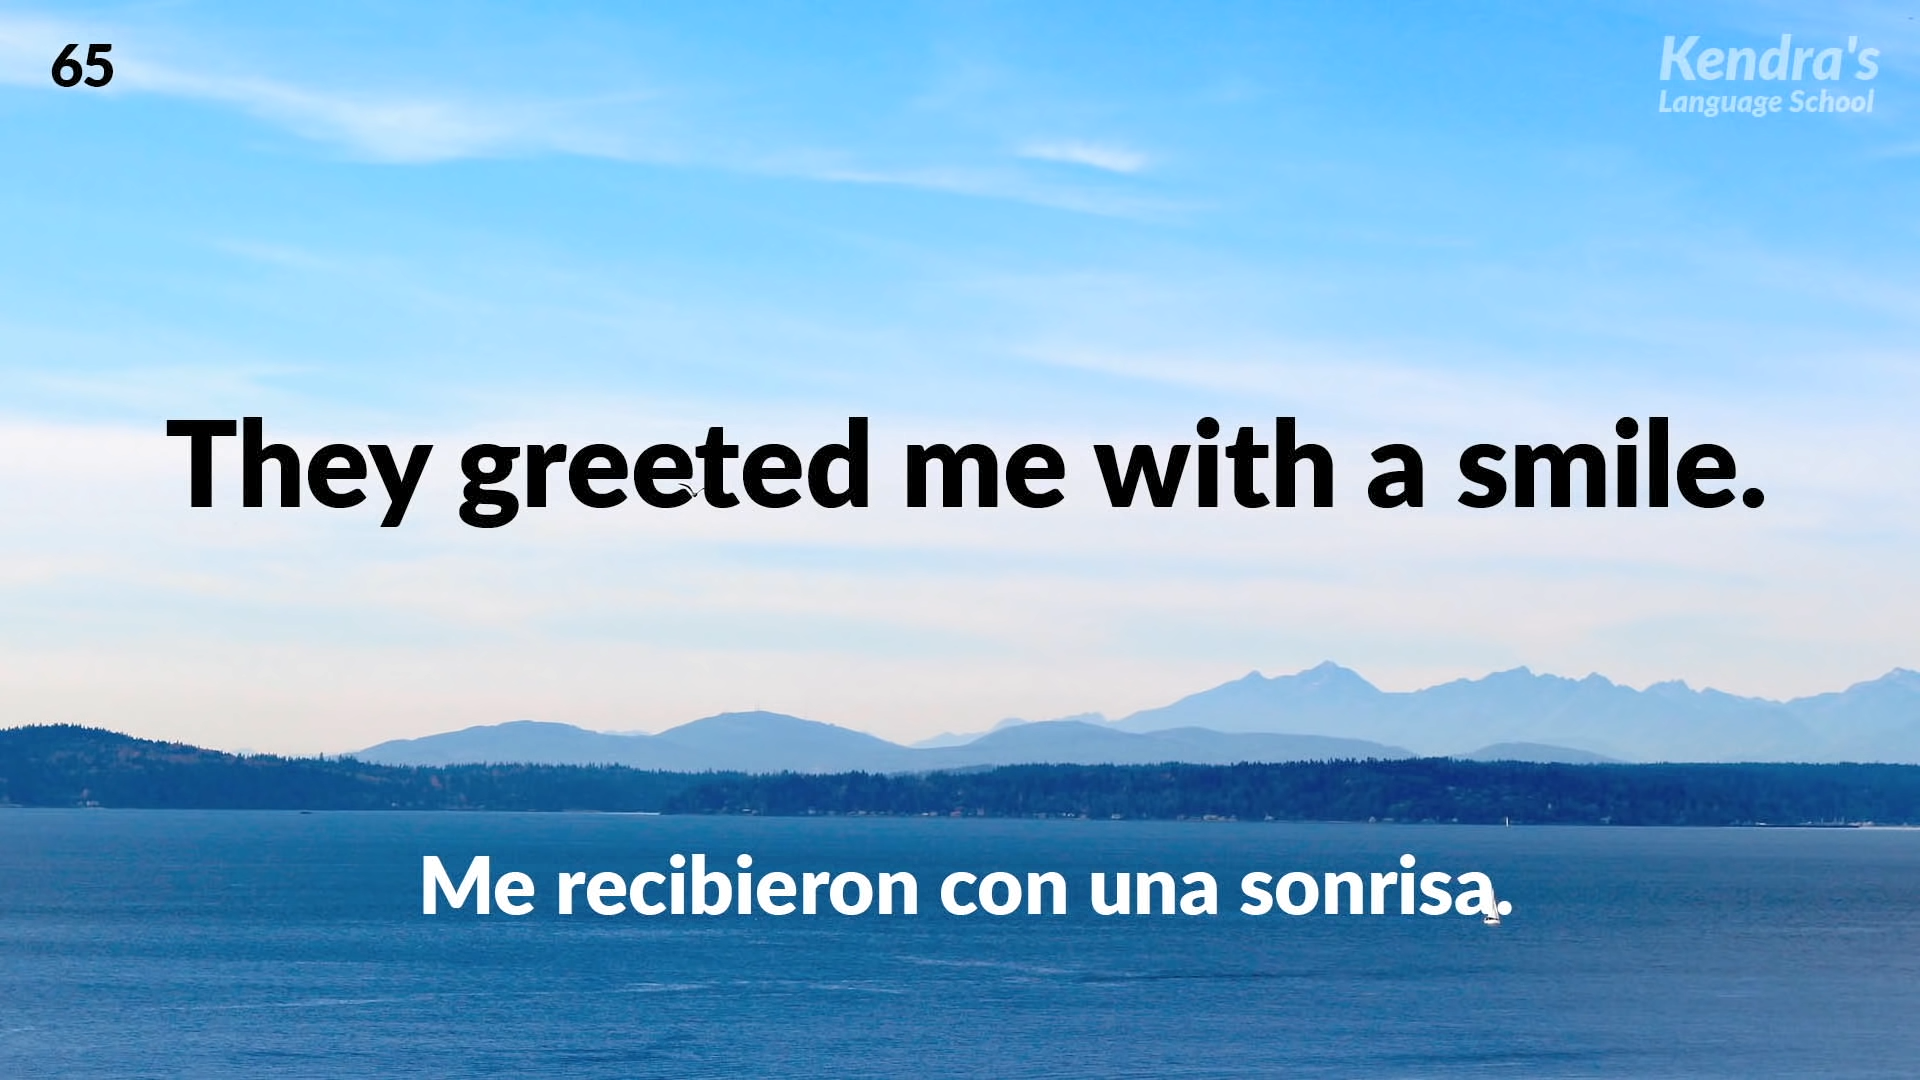 65
Kendra's
Language School
They greeted me with a smile.
Me recibieron con una sonrisa.